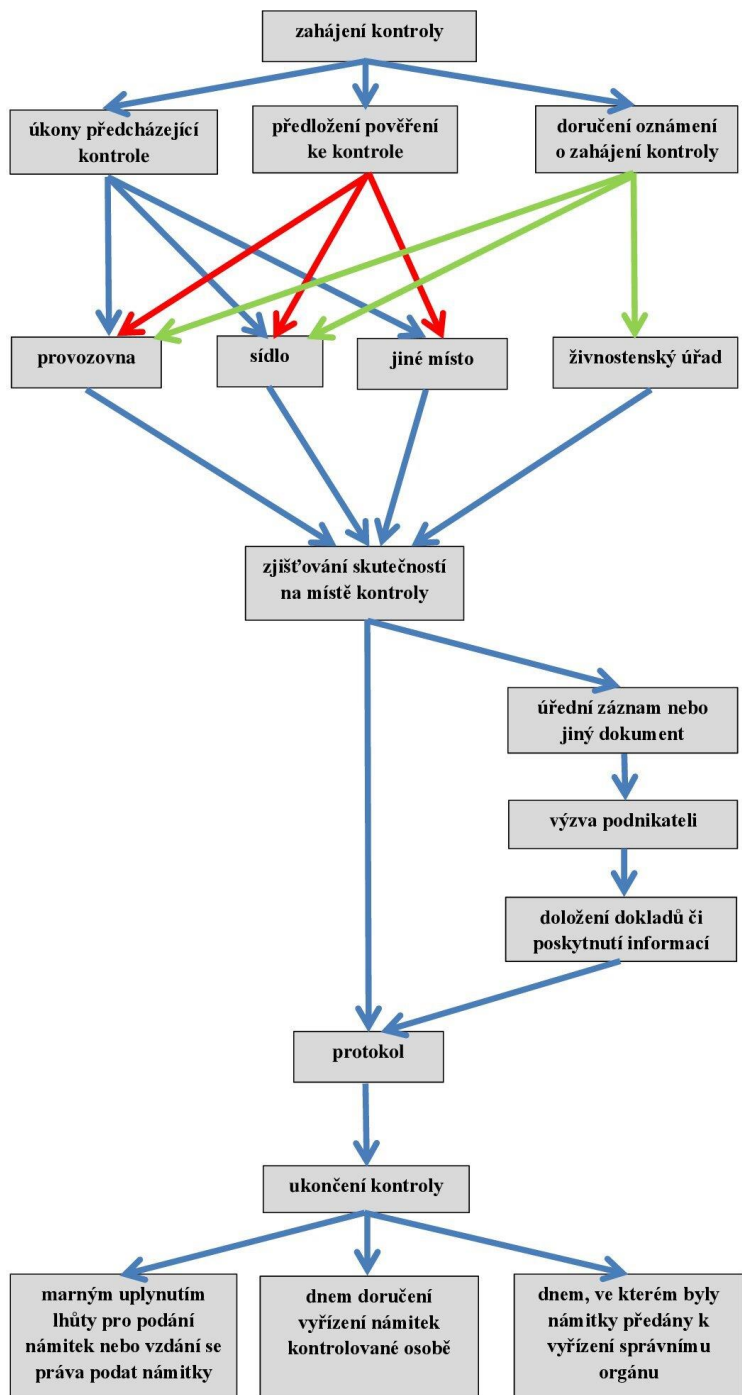 zahájení kontroly
úkony předcházející
kontrole
předložení pověření
ke kontrole
doručení oznámení
o zahájení kontroly
provozovna
sídlo
jiné místo
živnostenský úřad
zjišťování skutečností
na místě kontroly
úřední záznam nebo
jiný dokument
výzva podnikateli
doložení dokladů či
poskytnutí informací
protokol
ukončení kontroly
marným uplynutím
lhůty pro podání
námitek nebo vzdání se
práva podat námitky
dnem doručení
vyřízení námitek
kontrolované osobě
dnem, ve kterém byly
námitky předány k
vyřízení správnímu
orgánu